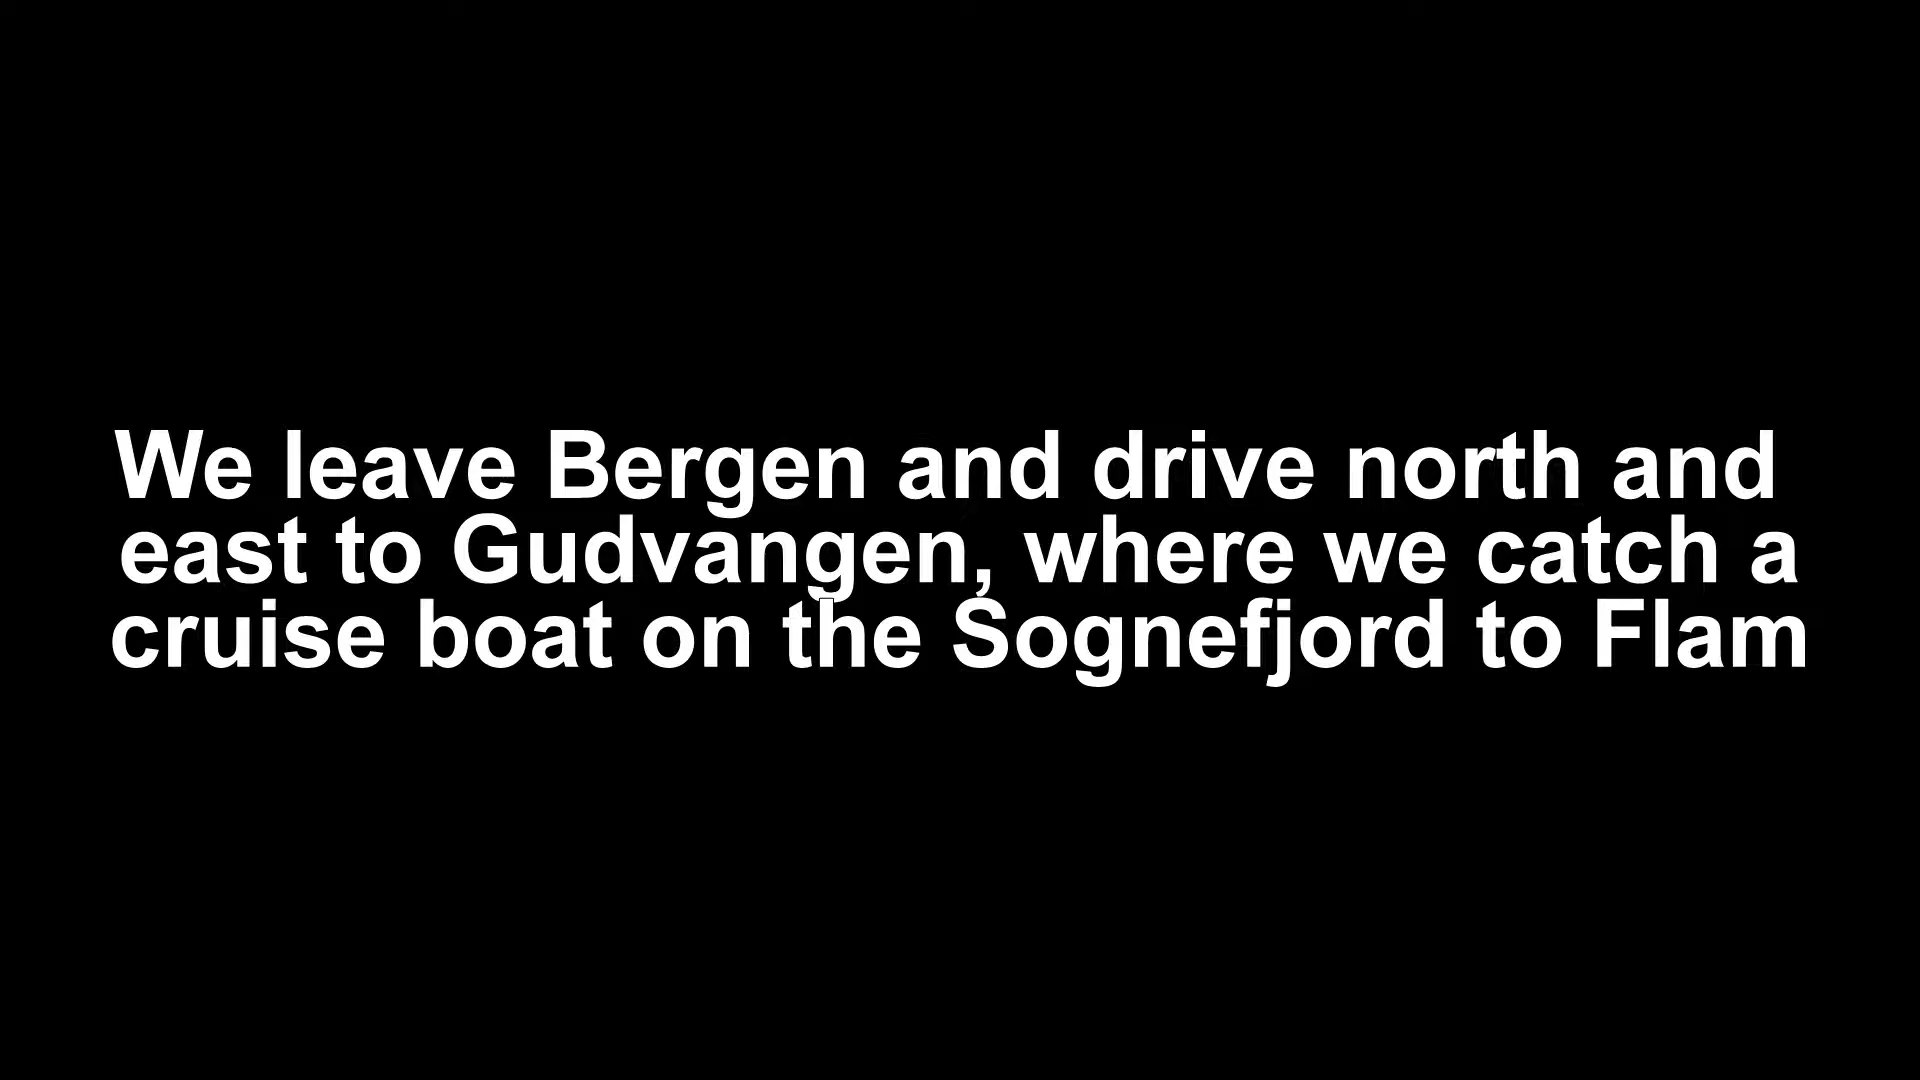 We leave Bergen and drive north and
east to Gudvangen, where we catch a
cruise boat on the Sognefjord to Flam